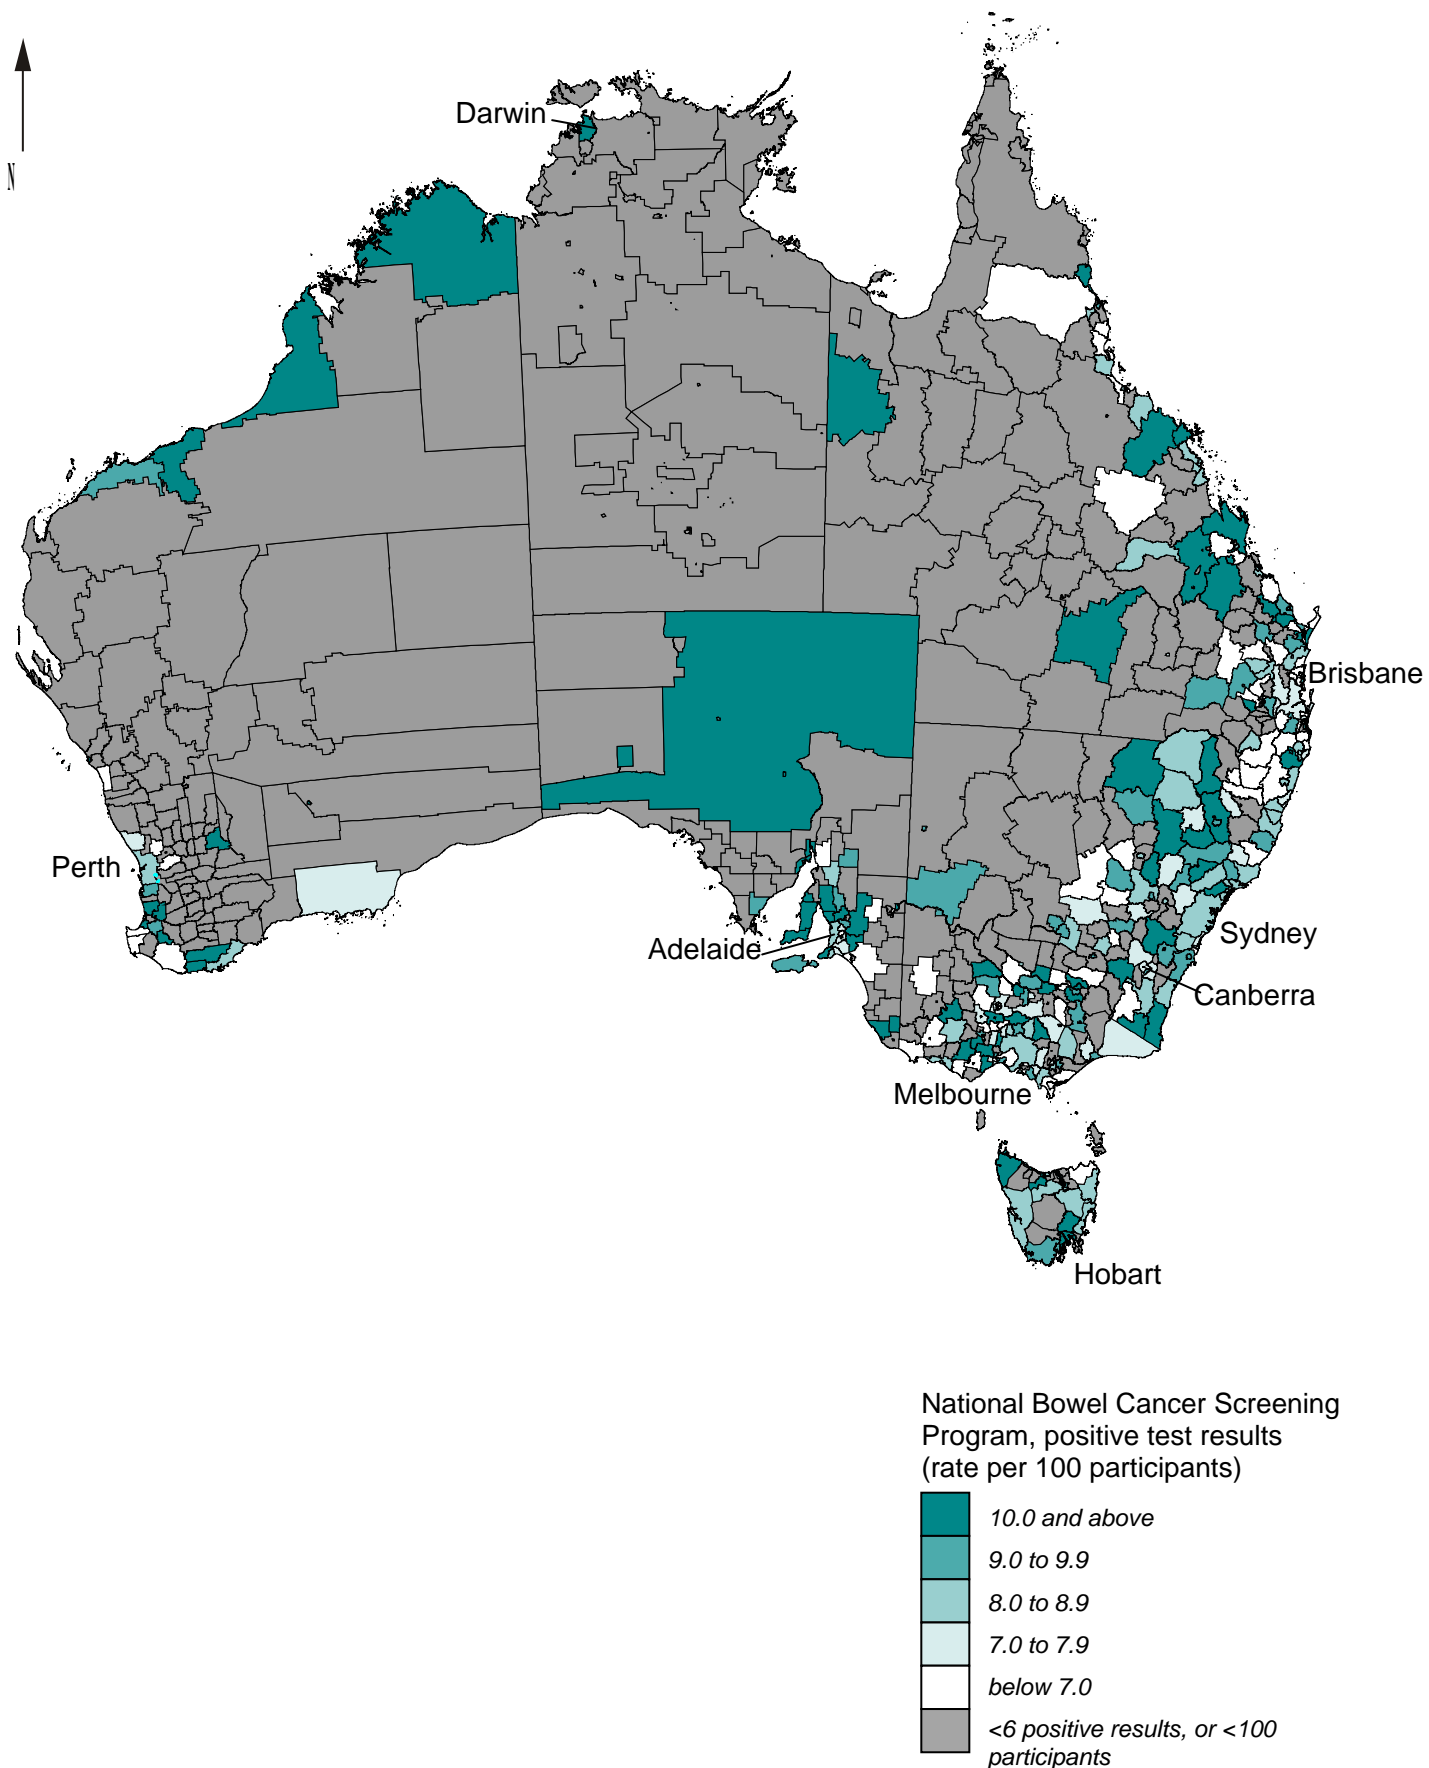 N
Darwin
Brisbane
Perth
Adelaide
Sydney
Canberra
Melbourne
Hobart
National Bowel Cancer Screening
Program, positive test results
(rate per 100 participants)
10.0 and above
9.0 to 9.9
8.0 to 8.9
7.0 to 7.9
below 7.0
<6 positive results, or <100
participants